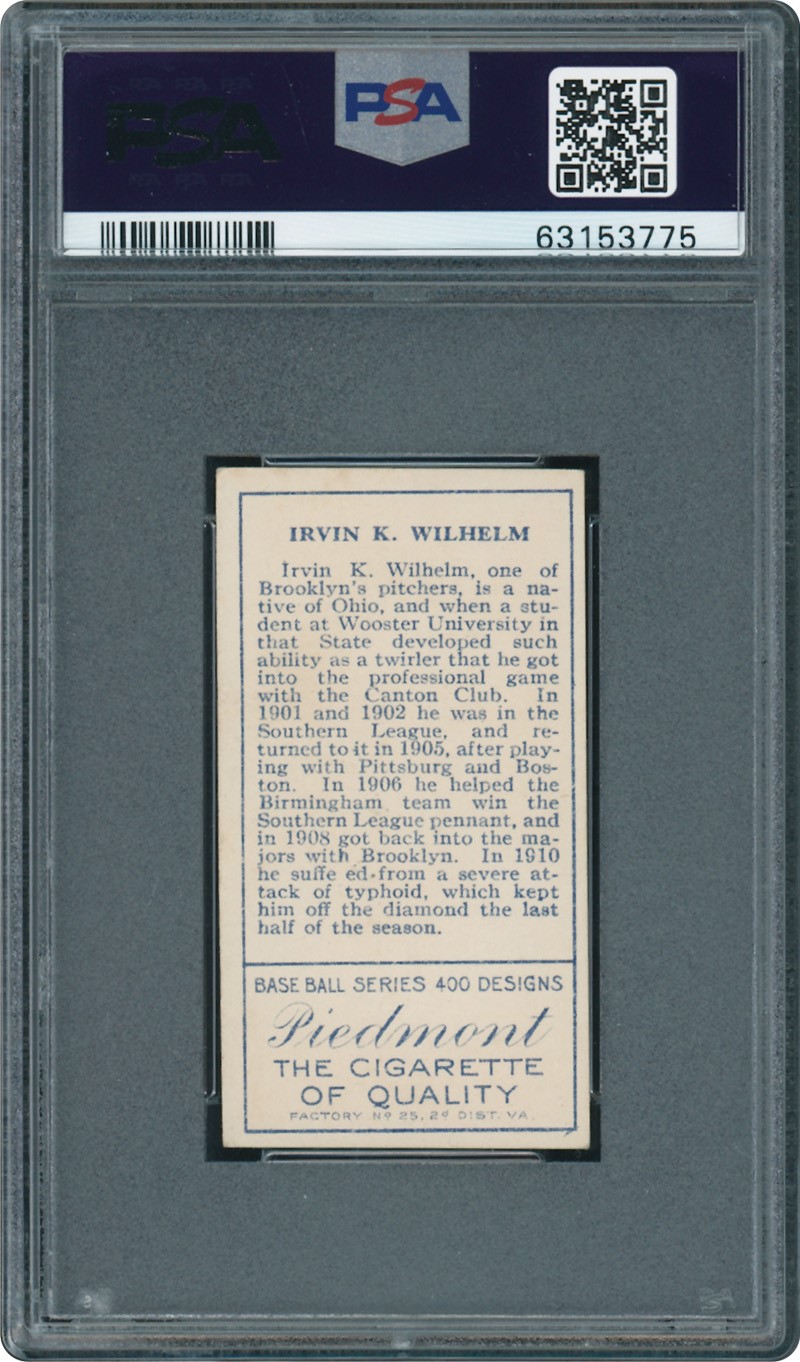 PSA
PSA
63153775
IRVIN K. WILHELM
Irvin K. Wilhelm, one of
Brooklyn's pitchers, is a na-
tive of Ohio, and when a stu-
dent at Wooster University in
that State developed such
ability as a twirler that he got
into the professional game
with the Canton Club. In
1901 and 1902 he was in the
Southern League, and re-
turned to it in 1905, after play-
ing with Pittsburg and Bos-
ton. In 1906 he helped the
Birmingham team win the
Southern League pennant, and
in 1908 got back into the ma-
jors with Brooklyn. In 1910
he suffe ed from a severe at-
tack of typhoid, which kept
him off the diamond the last
half of the season.
BASE BALL SERIES 400 DESIGNS
Piedmont
THE CIGARETTE
OF QUALITY
FACTORY Nº 25, 2ᵈ DIST. VA.